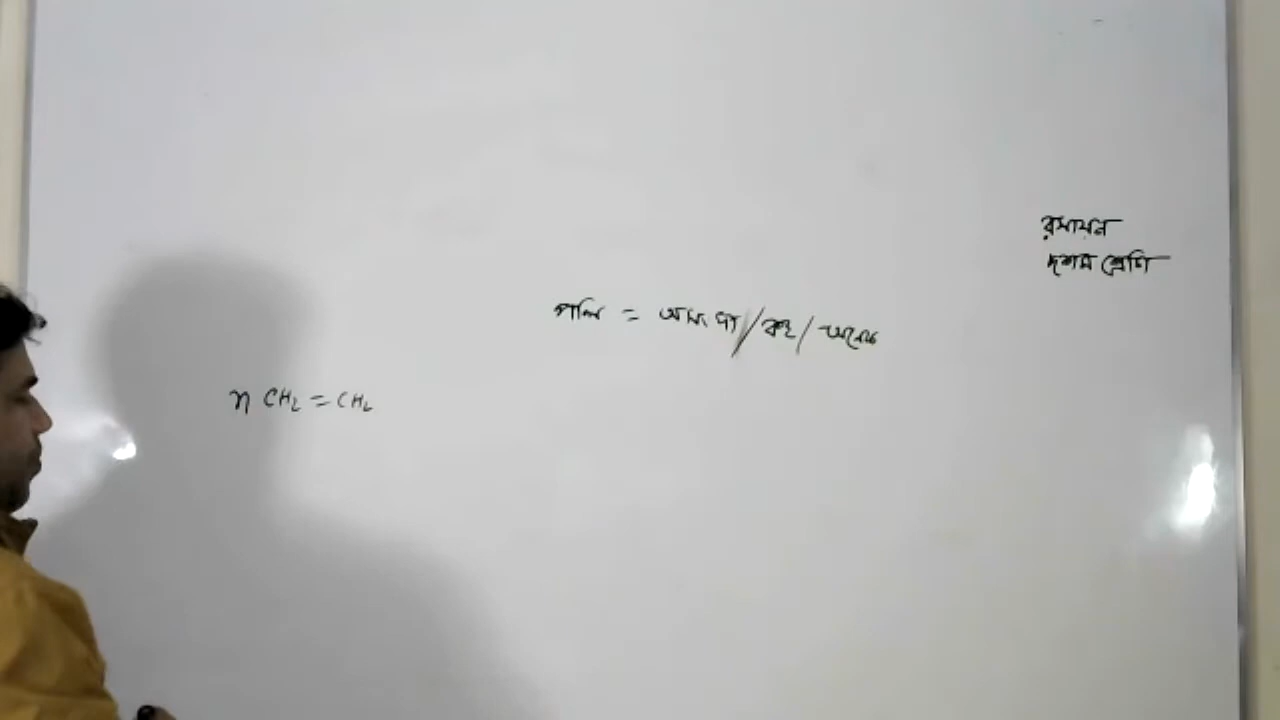 রসায়ন
দশম শ্রেণি
পলি = অসংখ্য/বহু/অনেক
n CH₂ = CH₂